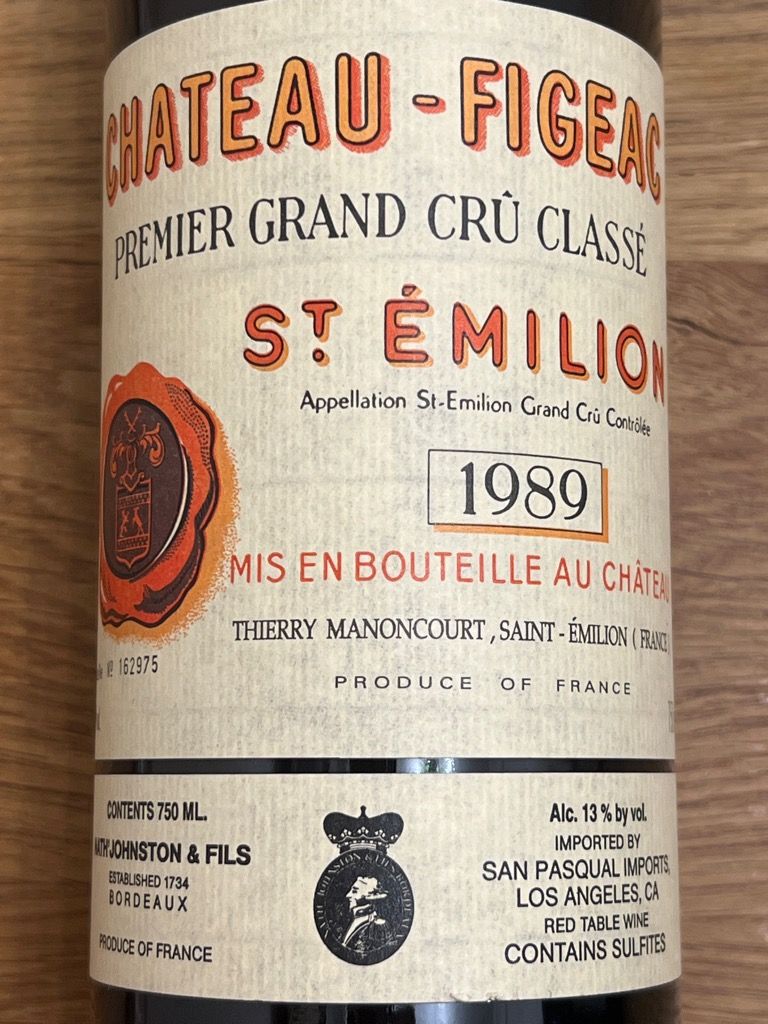 CHATEAU-FIGEAC
PREMIER GRAND CRÛ CLASSÉ
ST. ÉMILION
Appellation St-Emilion Grand Crû Contrôlée
1989
MIS EN BOUTEILLE AU CHÂTEAU
THIERRY MANONCOURT, SAINT-ÉMILION (FRANCE)
Nº 162975
PRODUCE OF FRANCE
CONTENTS 750 ML.
NATHL JOHNSTON & FILS
ESTABLISHED 1734
BORDEAUX
PRODUCE OF FRANCE
Alc. 13 % by vol.
IMPORTED BY
SAN PASQUAL IMPORTS,
LOS ANGELES, CA
RED TABLE WINE
CONTAINS SULFITES